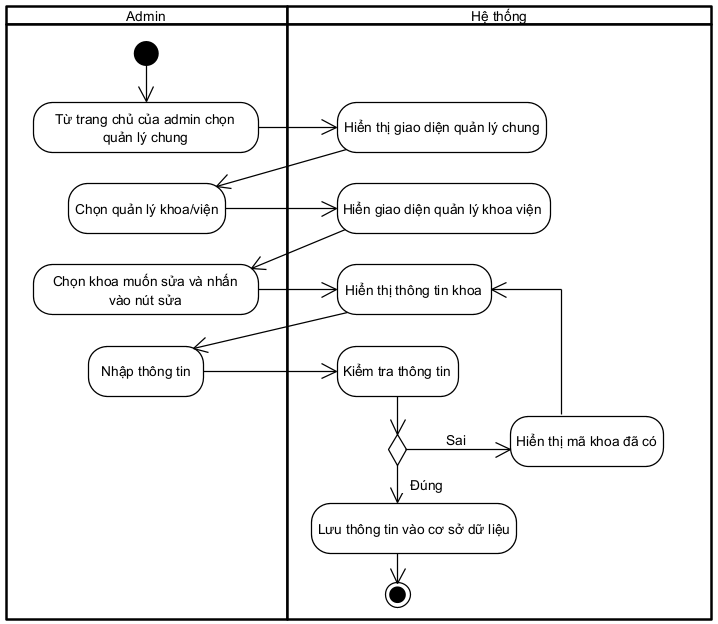 Admin
Hệ thống
Từ trang chủ của admin chọn
quản lý chung
Hiển thị giao diện quản lý chung
Chọn quản lý khoa/viện
Hiển giao diện quản lý khoa viện
Chọn khoa muốn sửa và nhấn
vào nút sửa
Hiển thị thông tin khoa
Nhập thông tin
Kiểm tra thông tin
Sai
Hiển thị mã khoa đã có
Đúng
Lưu thông tin vào cơ sở dữ liệu